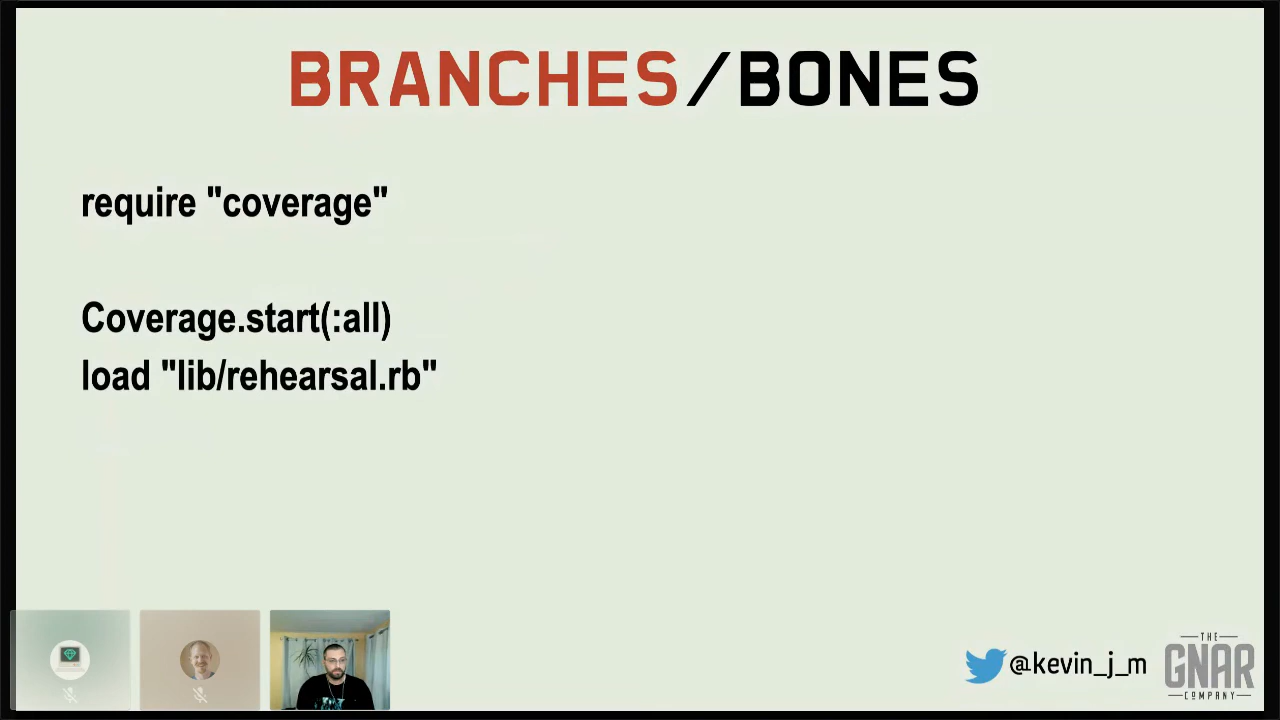 BRANCHES/BONES
require "coverage"
Coverage.start(:all)
load "lib/rehearsal.rb"
@kevin_j_m
THE
GNAR
COMPANY